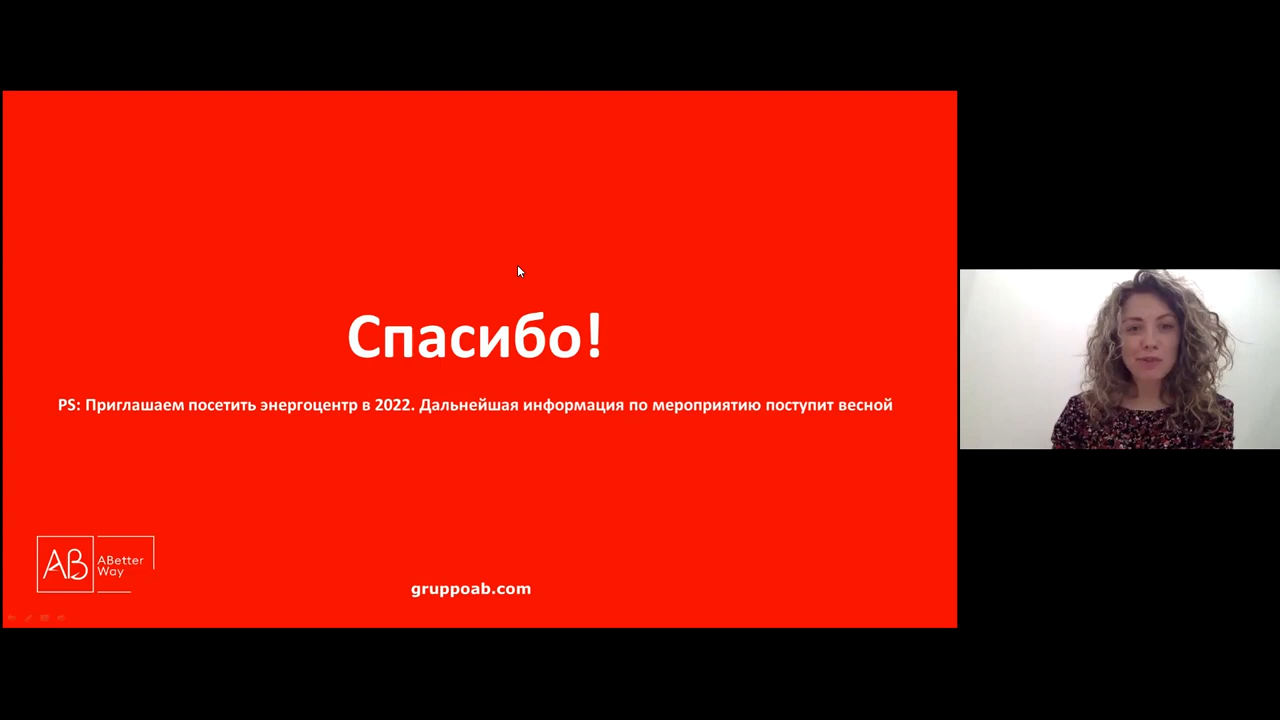 Спасибо!
PS: Приглашаем посетить энергоцентр в 2022. Дальнейшая информация по мероприятию поступит весной
AB
ABetter
Way
gruppoab.com